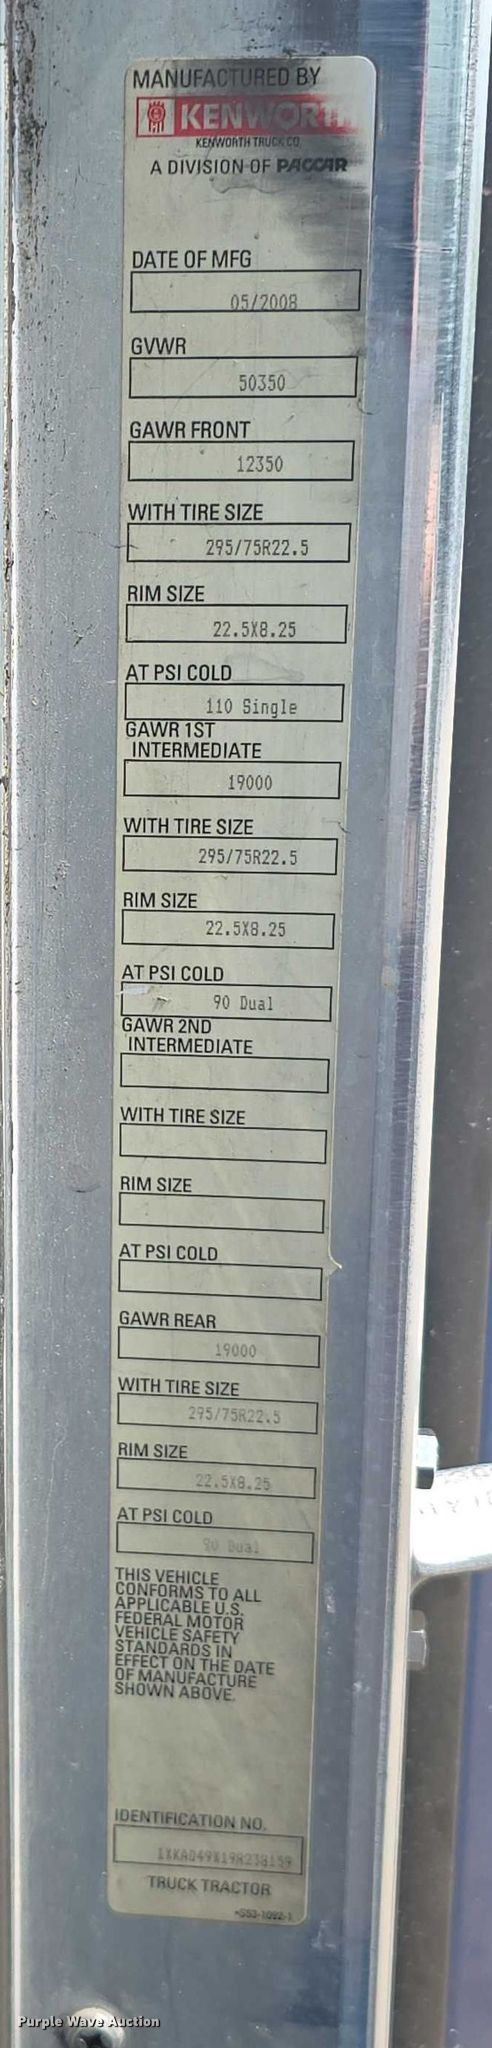 MANUFACTURED BY
KENWORTH
KENWORTH TRUCK CO.
A DIVISION OF PACCAR
DATE OF MFG
05/2008
GVWR
50350
GAWR FRONT
12350
WITH TIRE SIZE
295/75R22.5
RIM SIZE
22.5X8.25
AT PSI COLD
110 Single
GAWR 1ST
INTERMEDIATE
19000
WITH TIRE SIZE
295/75R22.5
RIM SIZE
22.5X8.25
AT PSI COLD
90 Dual
GAWR 2ND
INTERMEDIATE
WITH TIRE SIZE
RIM SIZE
AT PSI COLD
GAWR REAR
19000
WITH TIRE SIZE
295/75R22.5
RIM SIZE
22.5X8.25
AT PSI COLD
90 Dual
THIS VEHICLE
CONFORMS TO ALL
APPLICABLE U.S.
FEDERAL MOTOR
VEHICLE SAFETY
STANDARDS IN
EFFECT ON THE DATE
OF MANUFACTURE
SHOWN ABOVE.
IDENTIFICATION NO.
TRUCK TRACTOR
Purple Wave Auction